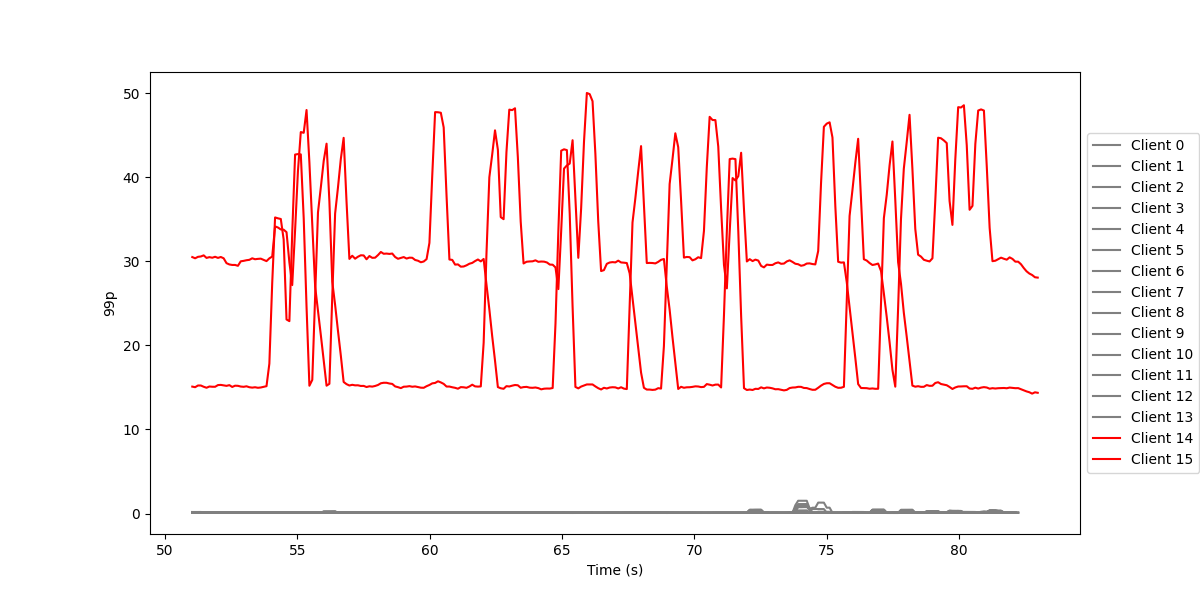 99p
50
40
30
20
10
0
50 55 60 65 70 75 80
Time (s)
Client 0
Client 1
Client 2
Client 3
Client 4
Client 5
Client 6
Client 7
Client 8
Client 9
Client 10
Client 11
Client 12
Client 13
Client 14
Client 15